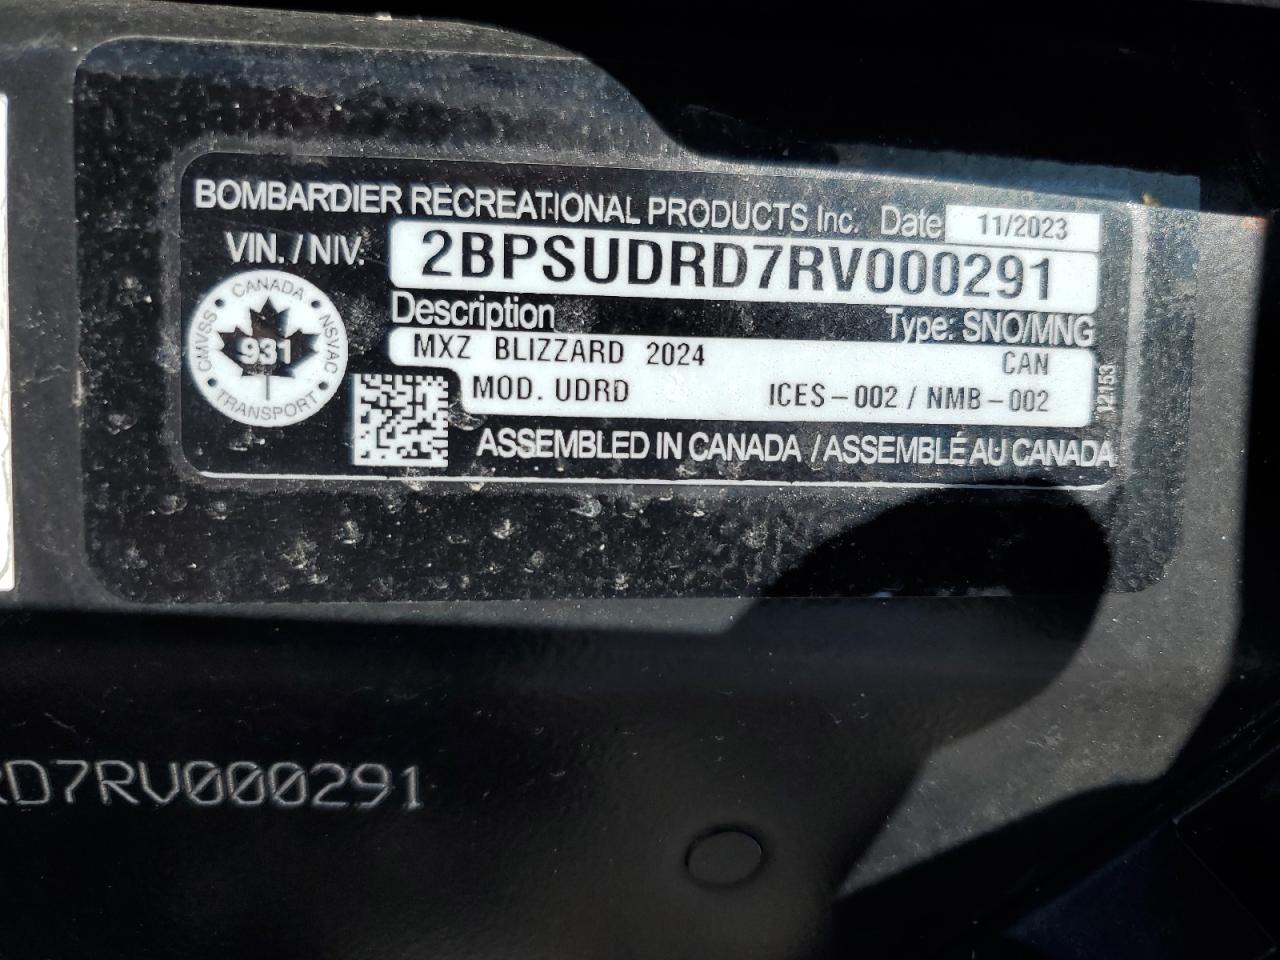 BOMBARDIER RECREATIONAL PRODUCTS Inc. Date 11/2023
VIN. / NIV. 2BPSUDRD7RV000291
Description Type: SNO/MNG
MXZ BLIZZARD 2024 CAN
MOD. UDRD ICES-002 / NMB-002
12153
ASSEMBLED IN CANADA / ASSEMBLÉ AU CANADA
CANADA
CMVSS • NSVAC
931
TRANSPORT
RD7RV000291